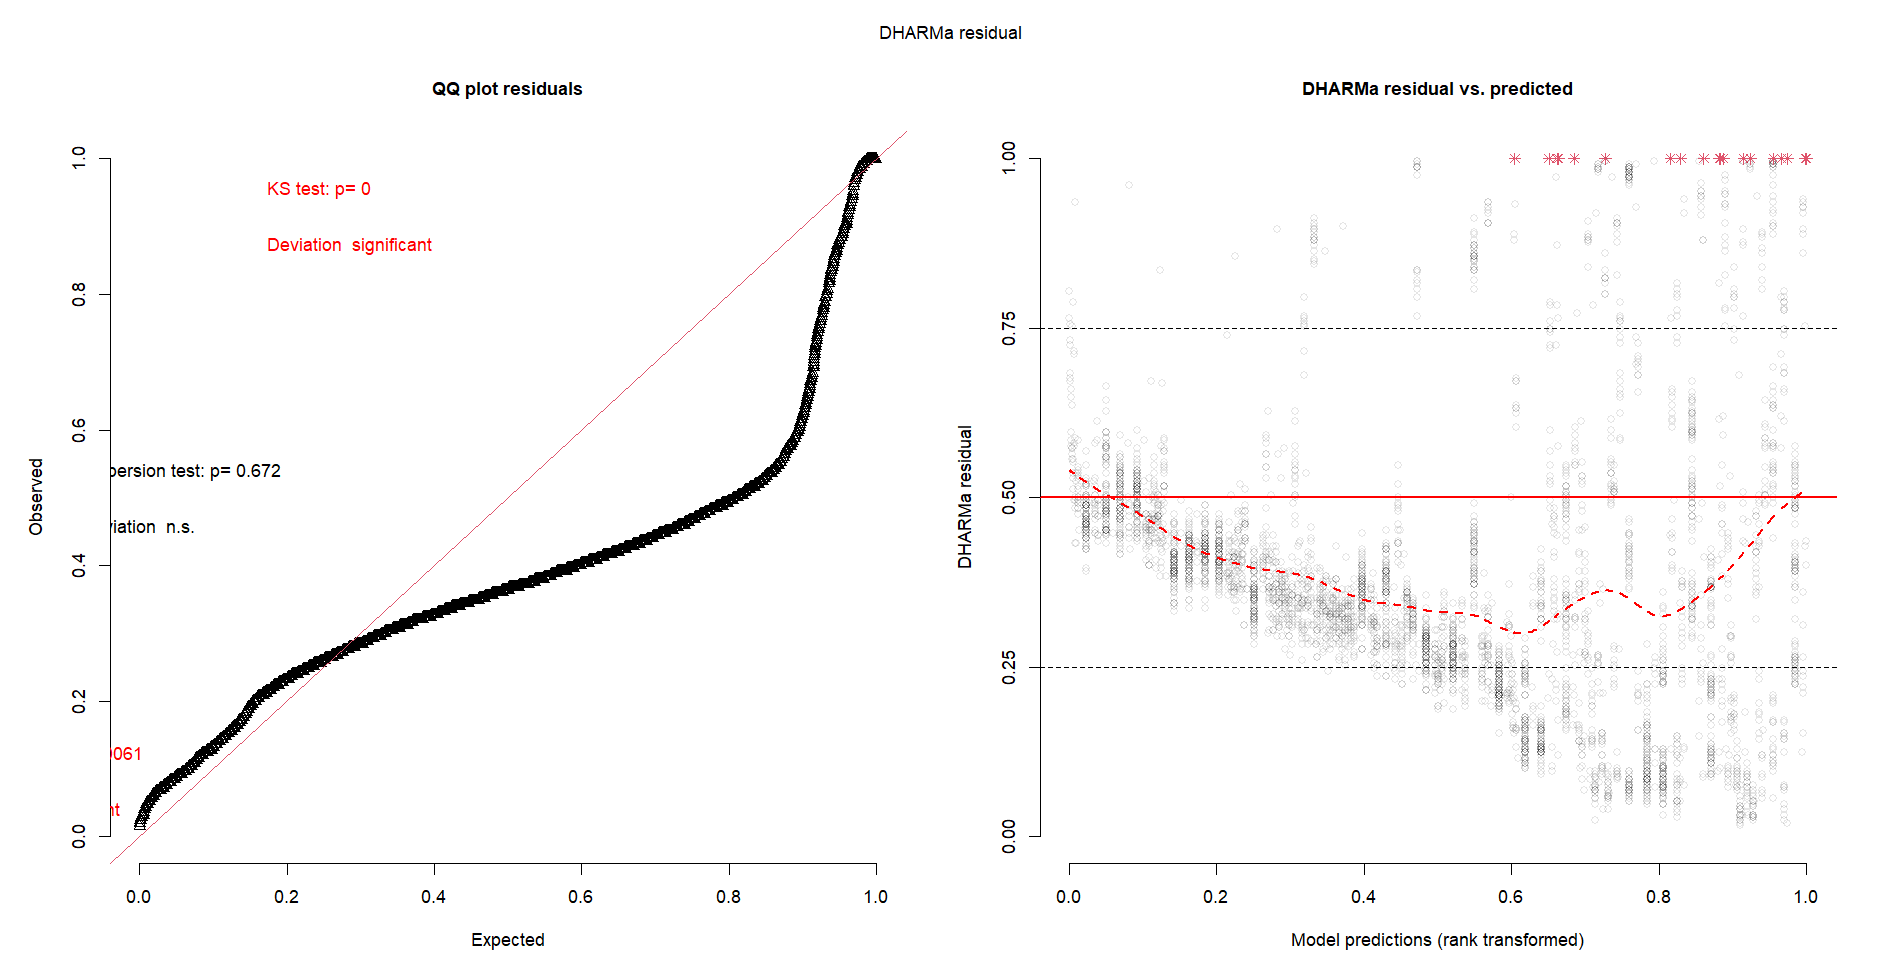 DHARMa residual
QQ plot residuals
KS test: p= 0
Deviation significant
persion test: p= 0.672
viation n.s.
0061
nt
Observed
0.0
0.2
0.4
0.6
0.8
1.0
0.0 0.2 0.4 0.6 0.8 1.0
Expected
DHARMa residual vs. predicted
DHARMa residual
0.00
0.25
0.50
0.75
1.00
0.0 0.2 0.4 0.6 0.8 1.0
Model predictions (rank transformed)